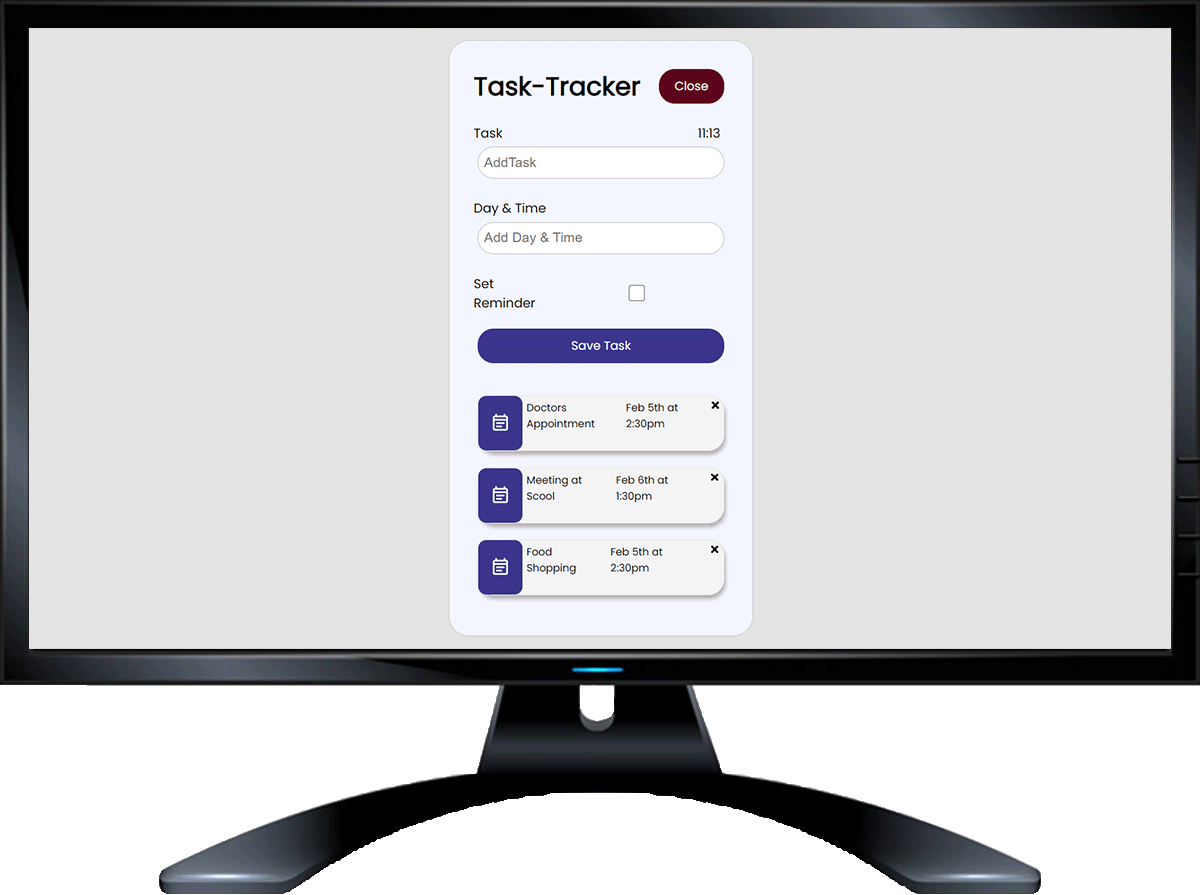 Task-Tracker
Close
Task
11:13
AddTask
Day & Time
Add Day & Time
Set
Reminder
Save Task
Doctors
Appointment
Feb 5th at
2:30pm
Meeting at
Scool
Feb 6th at
1:30pm
Food
Shopping
Feb 5th at
2:30pm